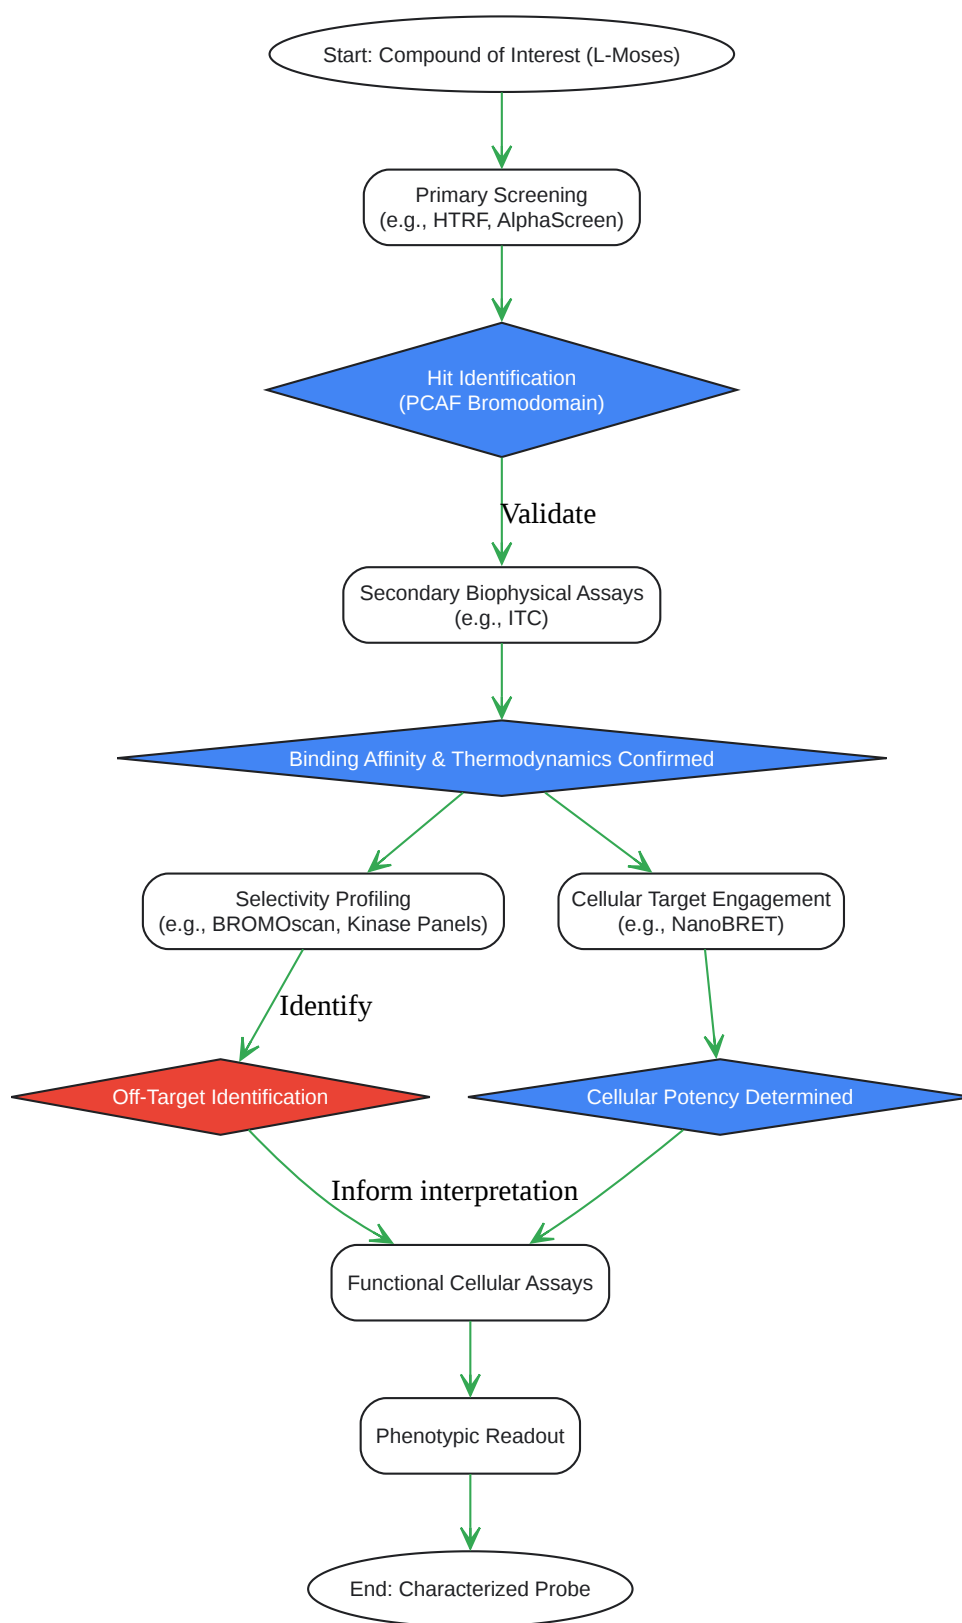 Start: Compound of Interest (L-Moses)
Primary Screening
(e.g., HTRF, AlphaScreen)
Hit Identification
(PCAF Bromodomain)
Validate
Secondary Biophysical Assays
(e.g., ITC)
Binding Affinity & Thermodynamics Confirmed
Selectivity Profiling
(e.g., BROMOscan, Kinase Panels)
Cellular Target Engagement
(e.g., NanoBRET)
Identify
Off-Target Identification
Cellular Potency Determined
Inform interpretation
Functional Cellular Assays
Phenotypic Readout
End: Characterized Probe